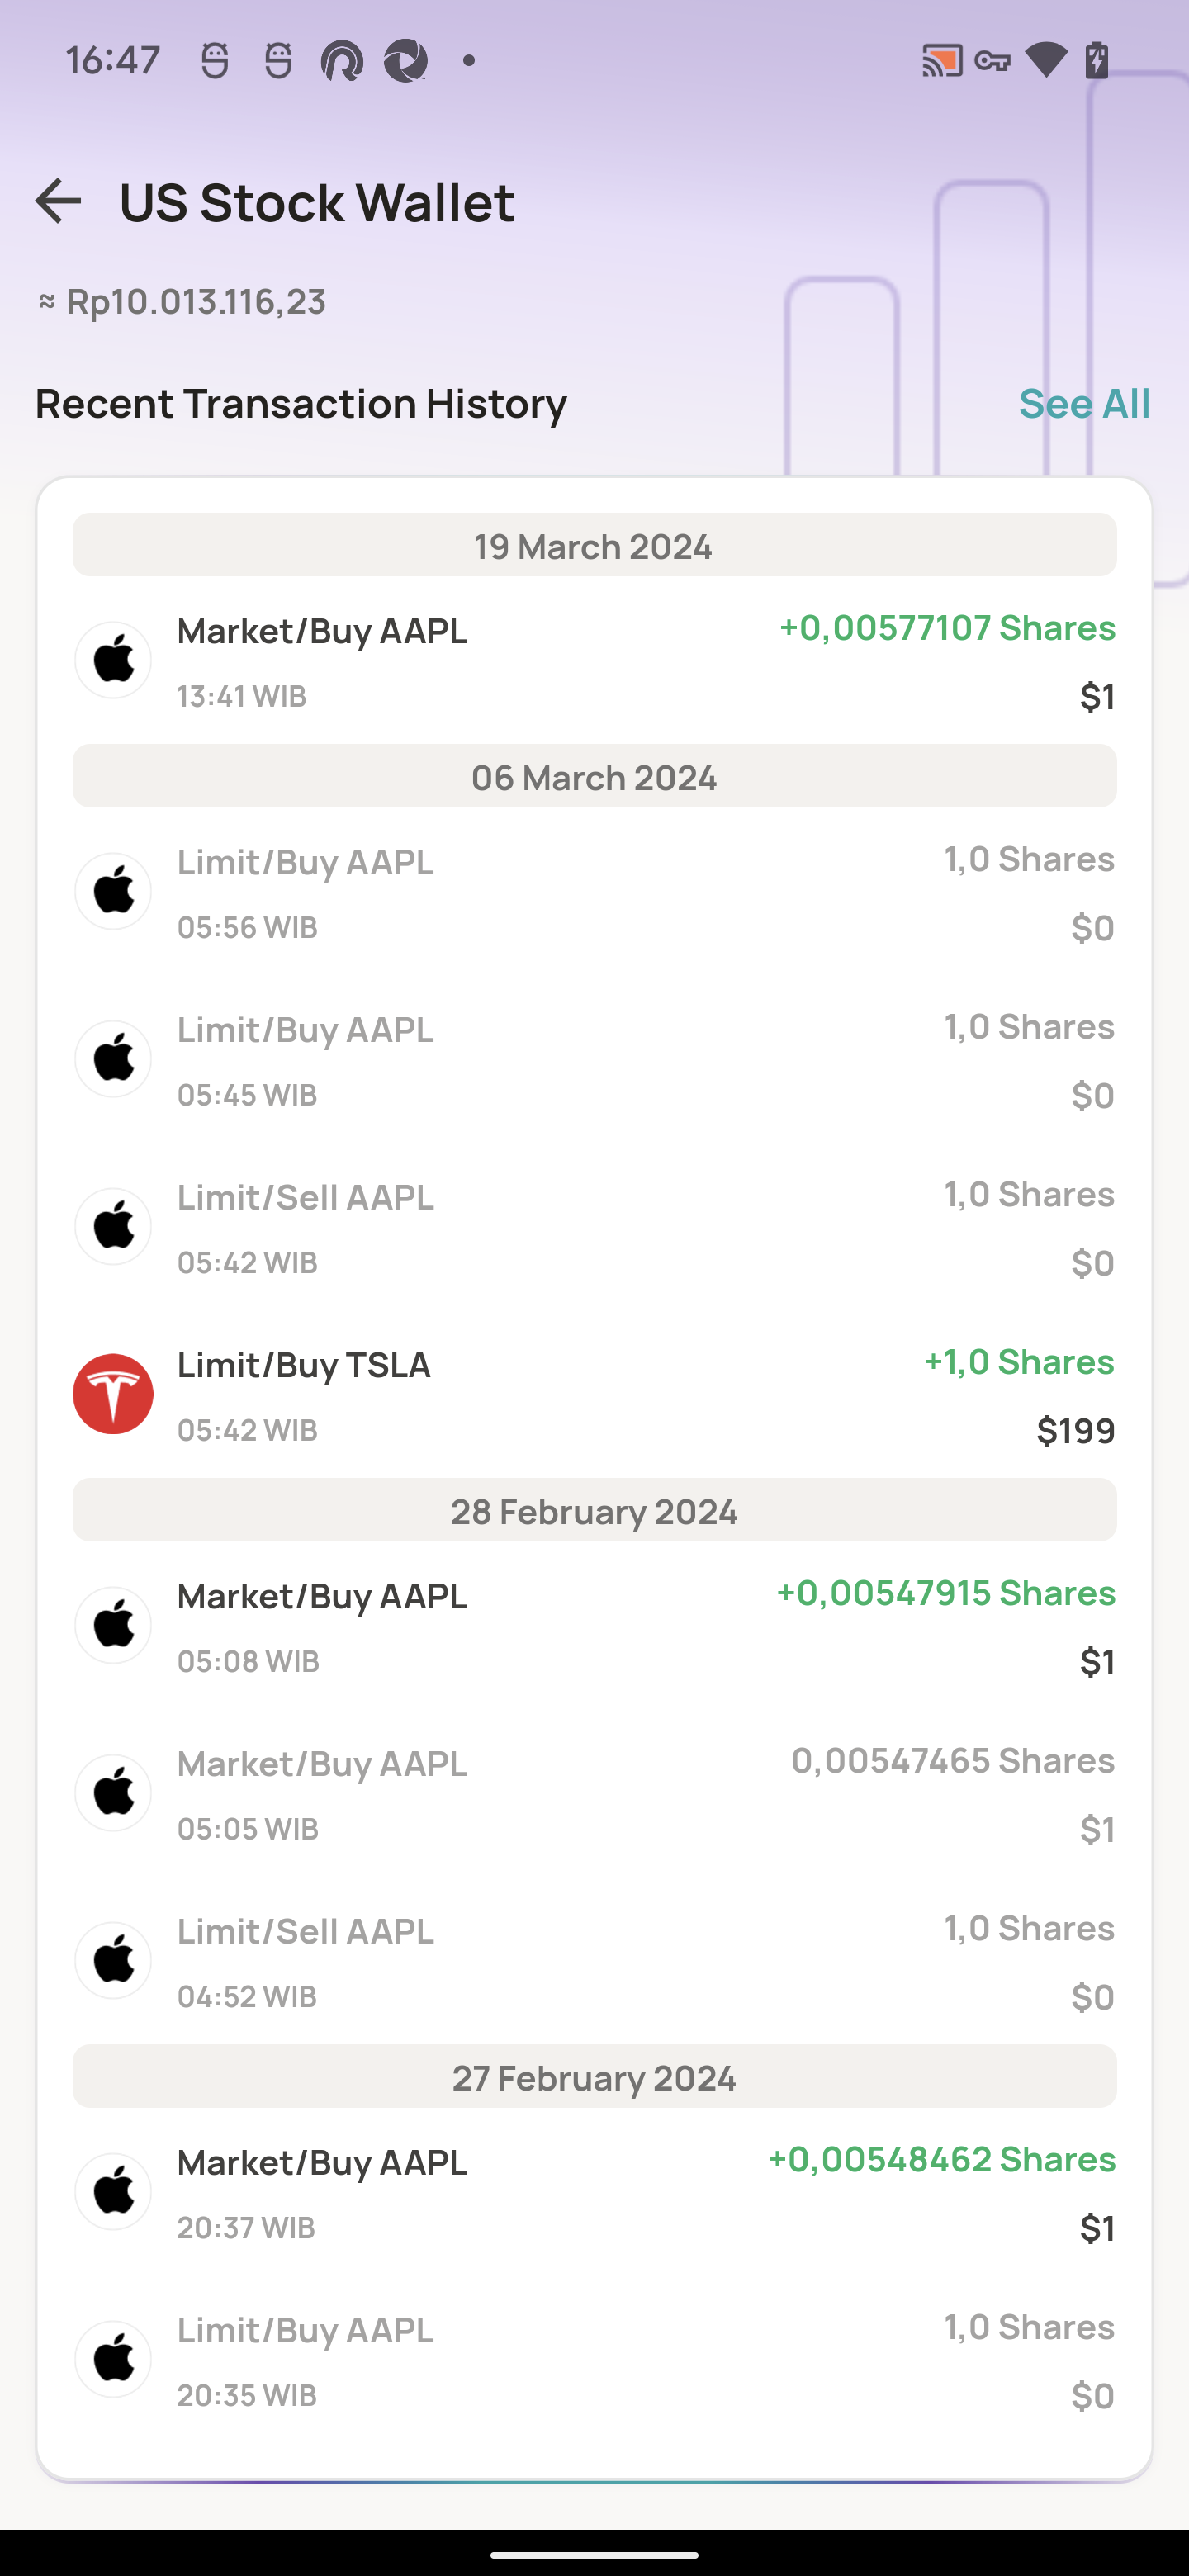 16:47
US Stock Wallet
≈ Rp10.013.116,23
Recent Transaction History
See All
19 March 2024
Market/Buy AAPL
+0,00577107 Shares
13:41 WIB
$1
06 March 2024
Limit/Buy AAPL
1,0 Shares
05:56 WIB
$0
Limit/Buy AAPL
1,0 Shares
05:45 WIB
$0
Limit/Sell AAPL
1,0 Shares
05:42 WIB
$0
Limit/Buy TSLA
+1,0 Shares
05:42 WIB
$199
28 February 2024
Market/Buy AAPL
+0,00547915 Shares
05:08 WIB
$1
Market/Buy AAPL
0,00547465 Shares
05:05 WIB
$1
Limit/Sell AAPL
1,0 Shares
04:52 WIB
$0
27 February 2024
Market/Buy AAPL
+0,00548462 Shares
20:37 WIB
$1
Limit/Buy AAPL
1,0 Shares
20:35 WIB
$0